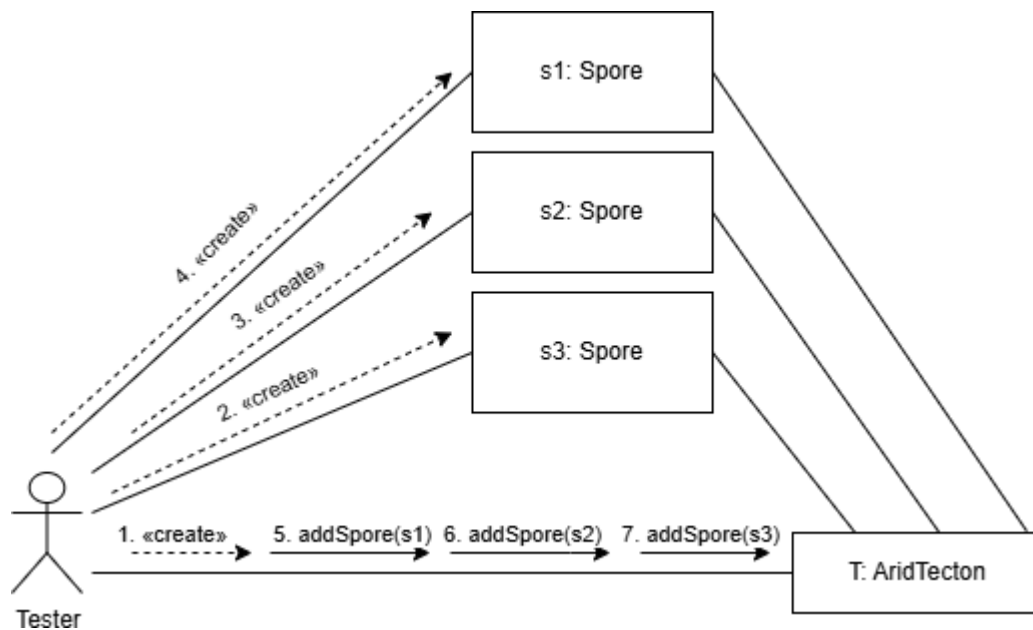 s1: Spore
4. «create»
s2: Spore
3. «create»
s3: Spore
2. «create»
1. «create» 5. addSpore(s1) 6. addSpore(s2) 7. addSpore(s3)
T: AridTecton
Tester